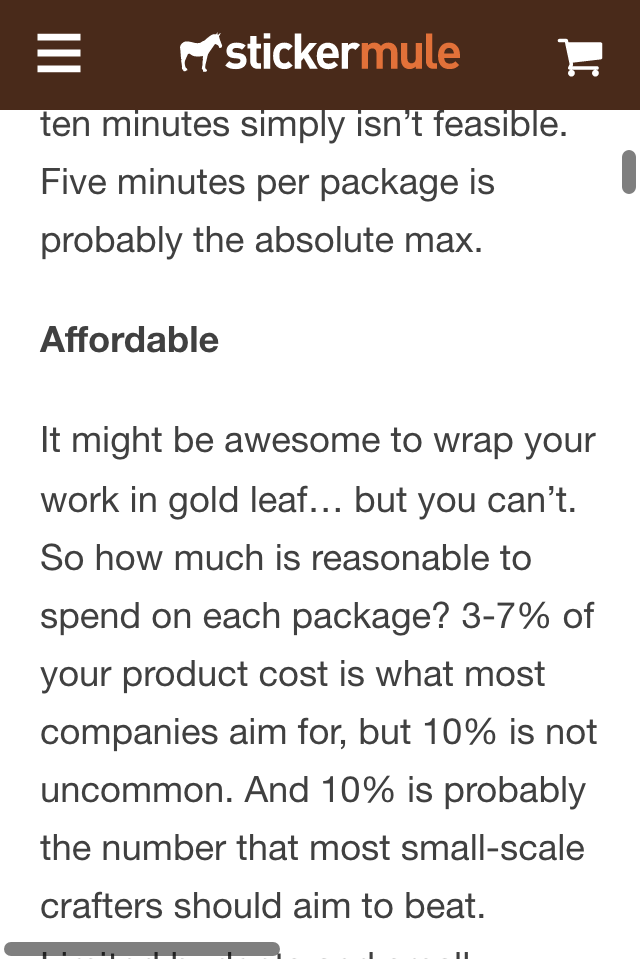 stickermule
ten minutes simply isn’t feasible.
Five minutes per package is
probably the absolute max.
Affordable
It might be awesome to wrap your
work in gold leaf… but you can’t.
So how much is reasonable to
spend on each package? 3-7% of
your product cost is what most
companies aim for, but 10% is not
uncommon. And 10% is probably
the number that most small-scale
crafters should aim to beat.